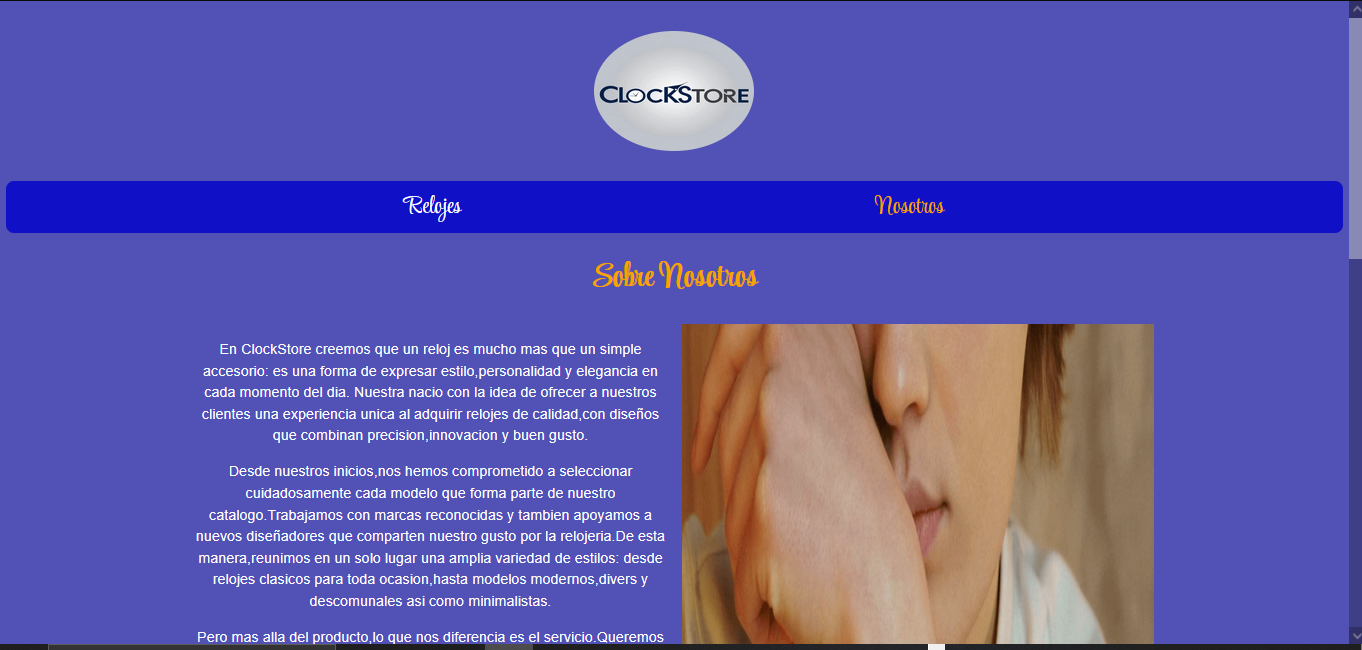 CLOCKSTORE
Relojes
Nosotros
Sobre Nosotros
En ClockStore creemos que un reloj es mucho mas que un simple
accesorio: es una forma de expresar estilo,personalidad y elegancia en
cada momento del dia. Nuestra nacio con la idea de ofrecer a nuestros
clientes una experiencia unica al adquirir relojes de calidad,con diseños
que combinan precision,innovacion y buen gusto.
Desde nuestros inicios,nos hemos comprometido a seleccionar
cuidadosamente cada modelo que forma parte de nuestro
catalogo.Trabajamos con marcas reconocidas y tambien apoyamos a
nuevos diseñadores que comparten nuestro gusto por la relojeria.De esta
manera,reunimos en un solo lugar una amplia variedad de estilos: desde
relojes clasicos para toda ocasion,hasta modelos modernos,divers y
descomunales asi como minimalistas.
Pero mas alla del producto,lo que nos diferencia es el servicio.Queremos